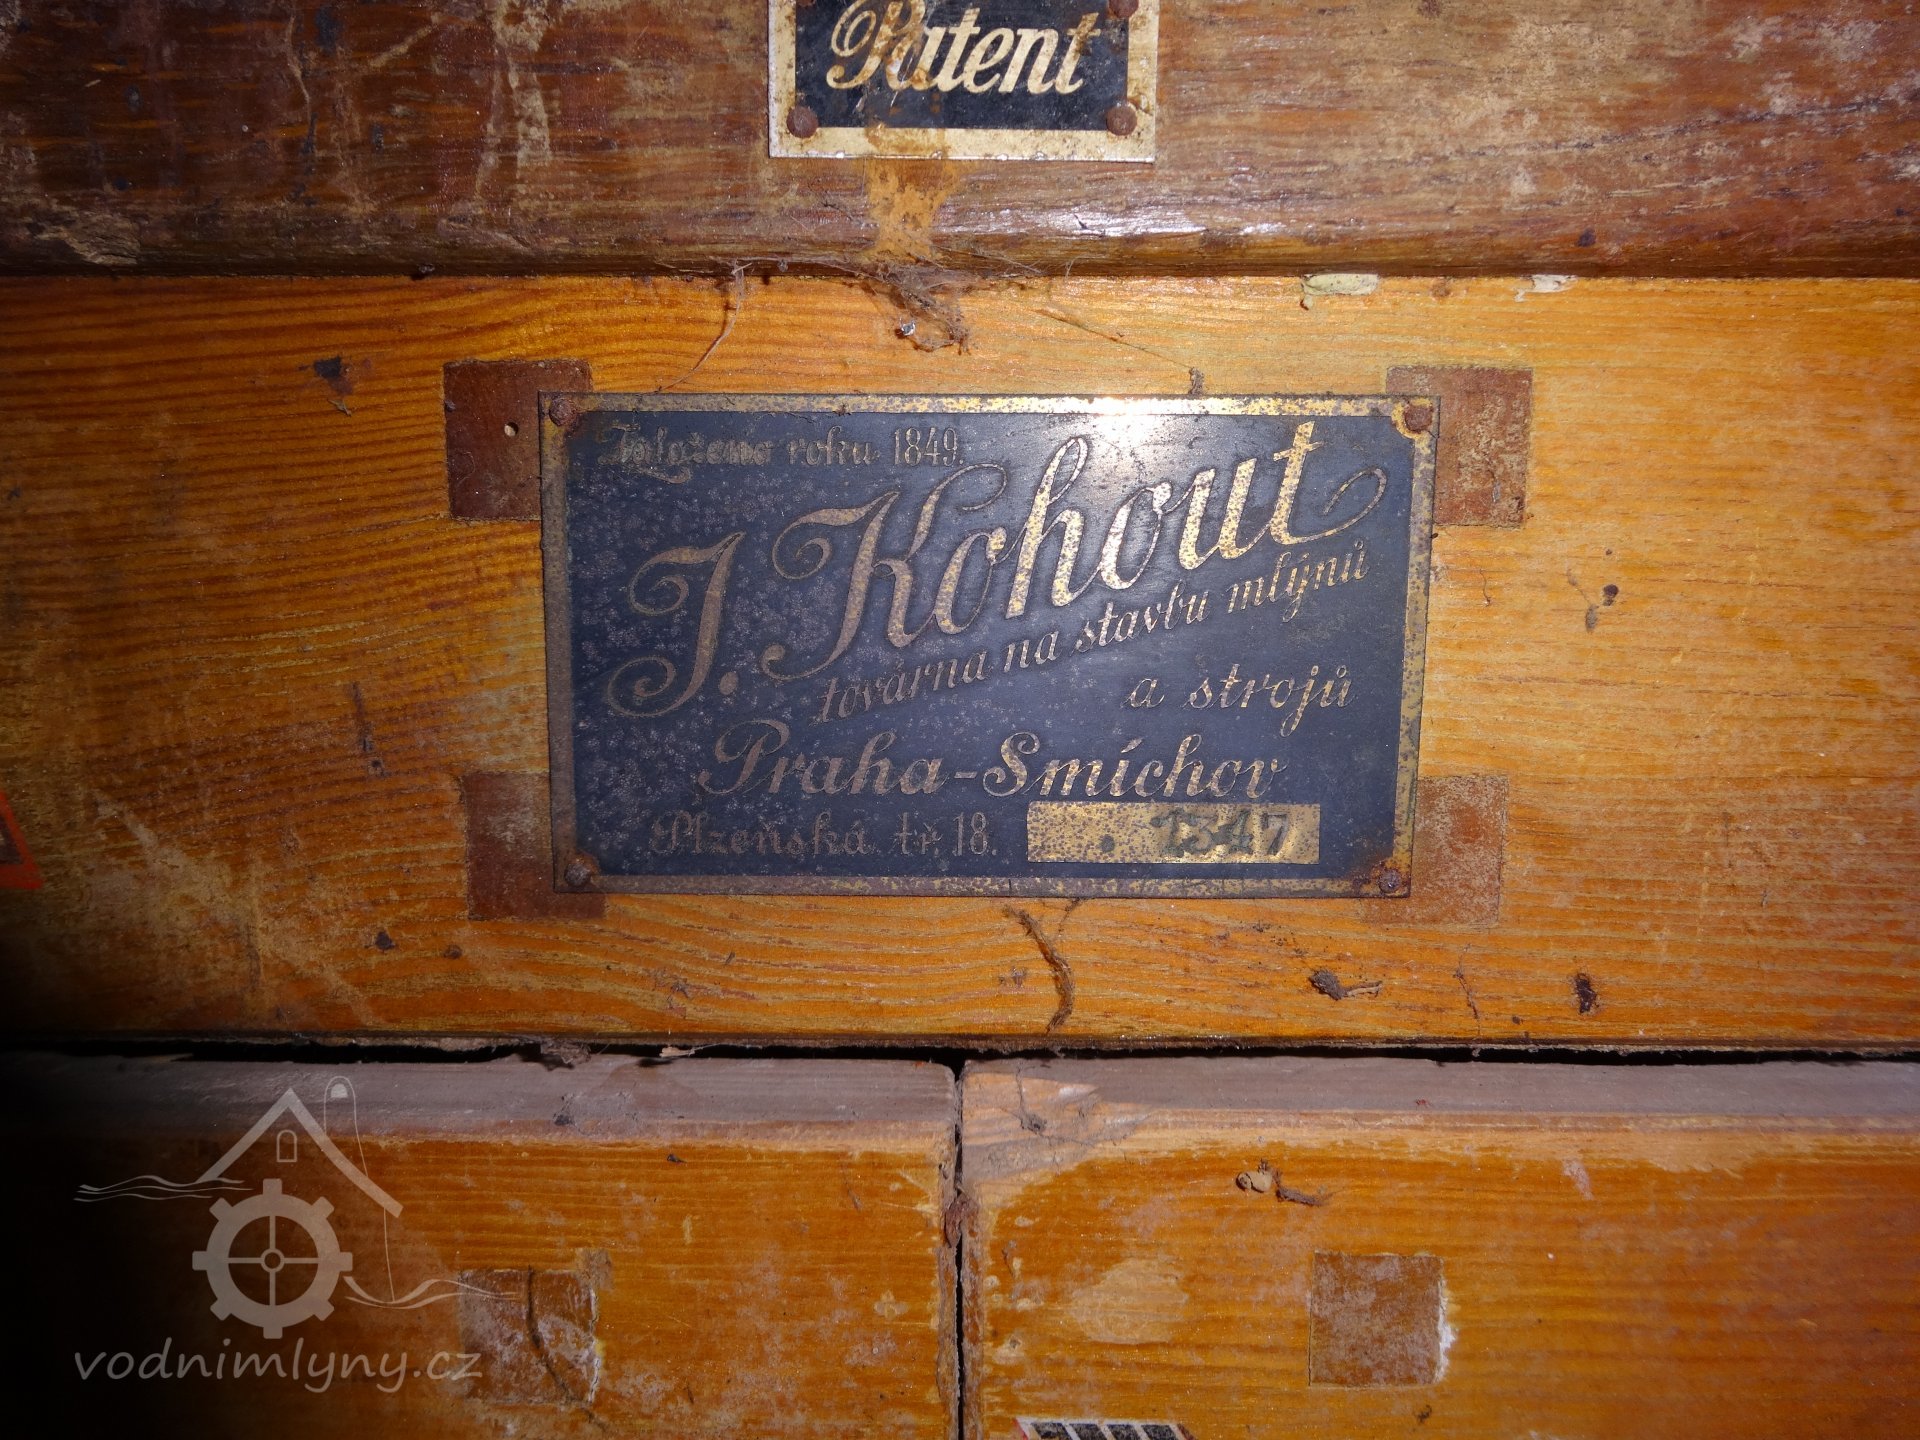 Patent
Založeno roku 1849.
J. Kohout
továrna na stavbu mlýnů
a strojů
Praha-Smíchov
Plzeňská tř. 18. 1347
vodnimlyny.cz